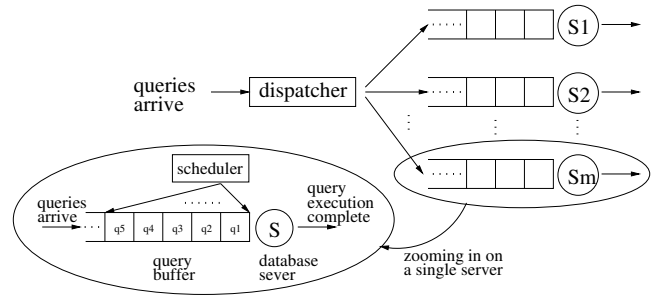 S1
queries
arrive
dispatcher
S2
scheduler
Sm
queries
arrive
query
execution
complete
q5 q4 q3 q2 q1
S
query
buffer
database
sever
zooming in on
a single server